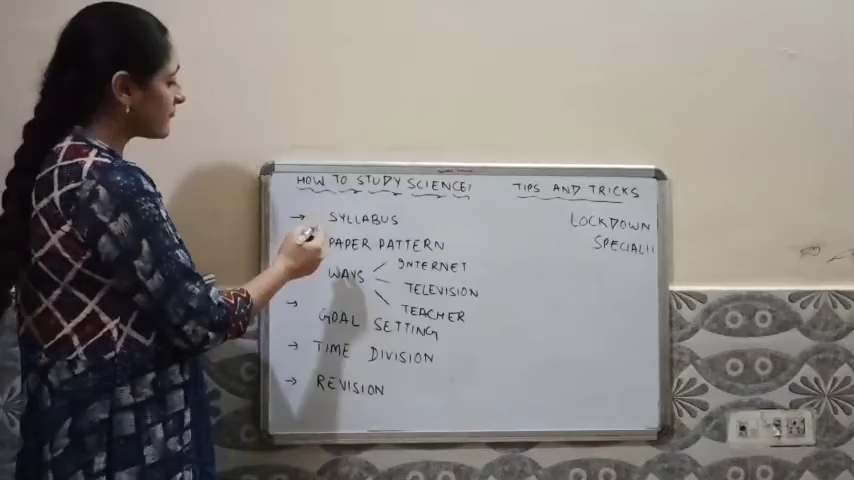 HOW TO STUDY SCIENCE?
TIPS AND TRICKS
LOCKDOWN
SPECIAL!!
→ SYLLABUS
PAPER PATTERN
WAYS
INTERNET
TELEVISION
TEACHER
→ GOAL SETTING
→ TIME DIVISION
→ REVISION